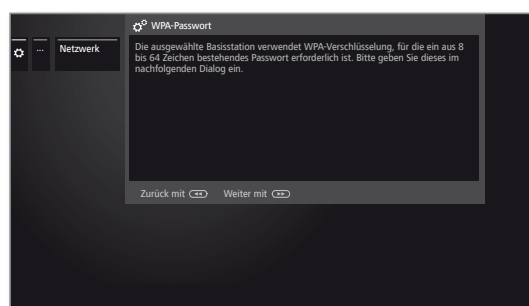 WPA-Passwort
... Netzwerk
Die ausgewählte Basisstation verwendet WPA-Verschlüsselung, für die ein aus 8
bis 64 Zeichen bestehendes Passwort erforderlich ist. Bitte geben Sie dieses im
nachfolgenden Dialog ein.
Zurück mit Weiter mit